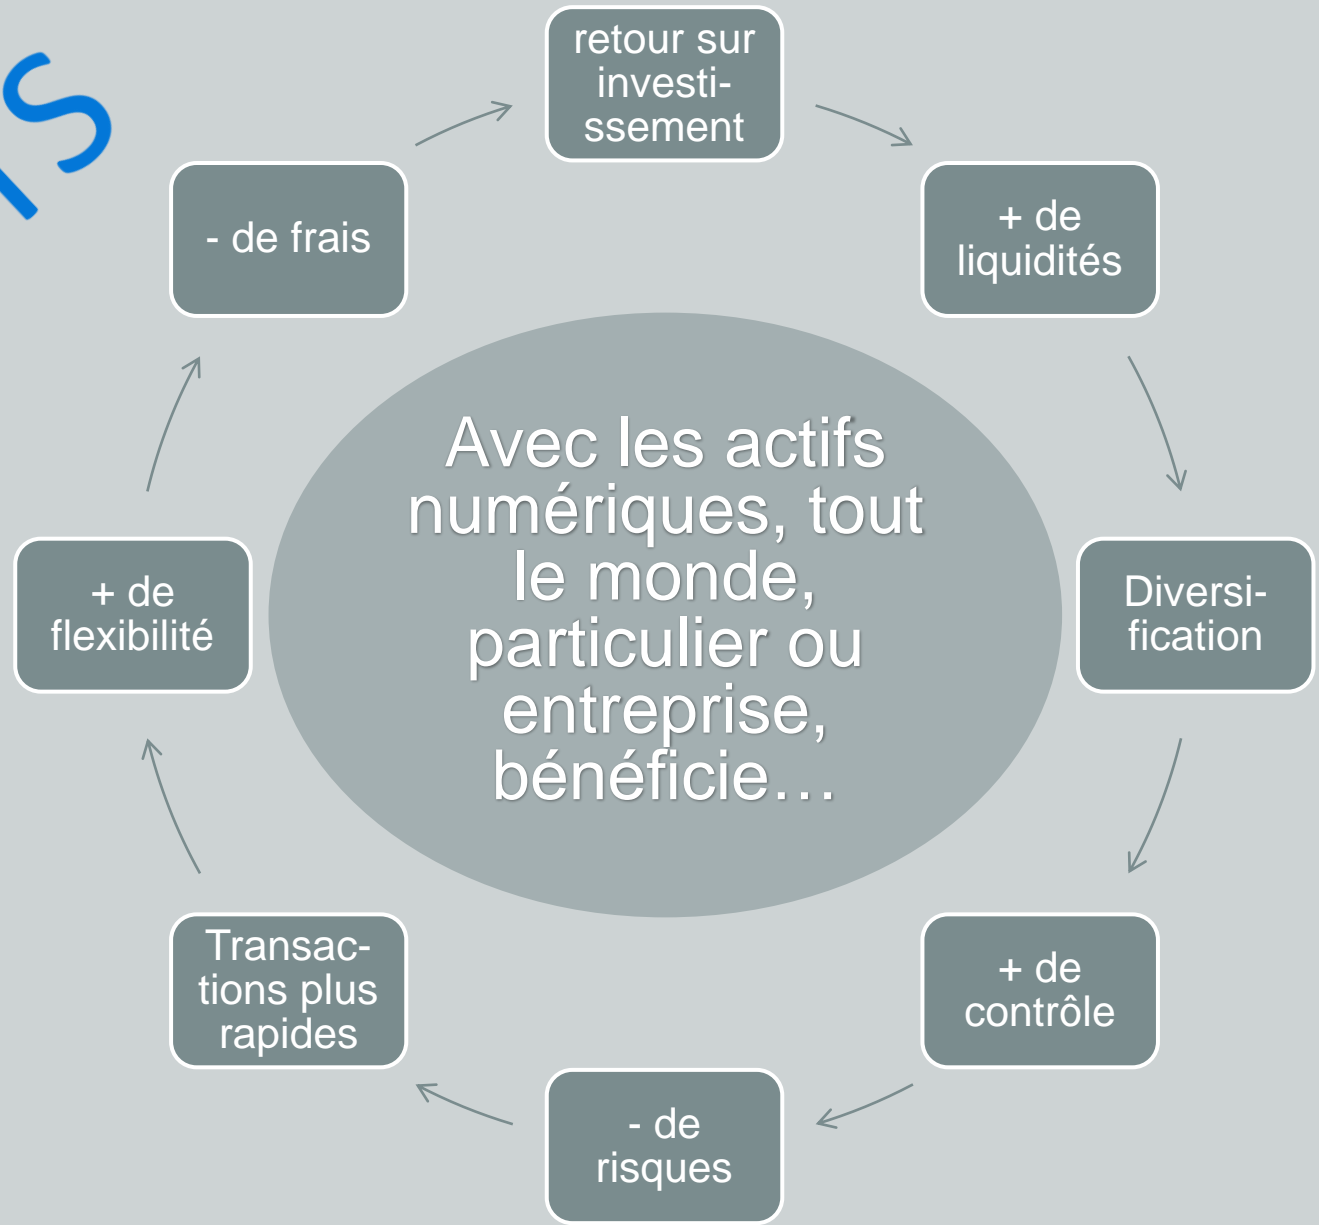 retour sur
investi-
ssement
+ de
liquidités
Diversi-
fication
+ de
contrôle
- de
risques
Transac-
tions plus
rapides
+ de
flexibilité
- de frais
Avec les actifs
numériques, tout
le monde,
particulier ou
entreprise,
bénéficie…